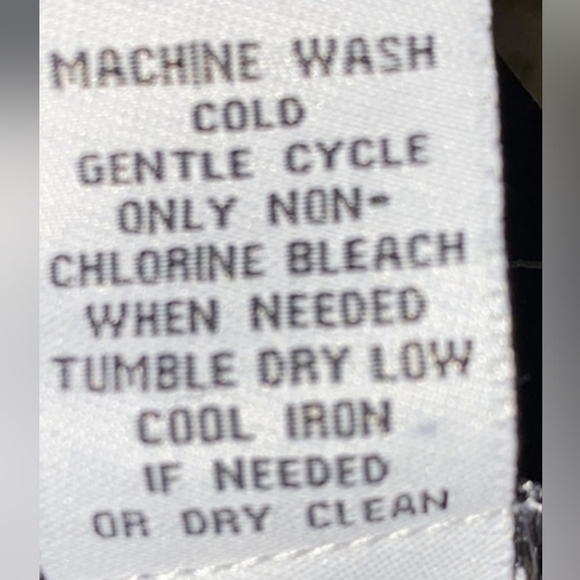 MACHINE WASH
COLD
GENTLE CYCLE
ONLY NON-
CHLORINE BLEACH
WHEN NEEDED
TUMBLE DRY LOW
COOL IRON
IF NEEDED
OR DRY CLEAN